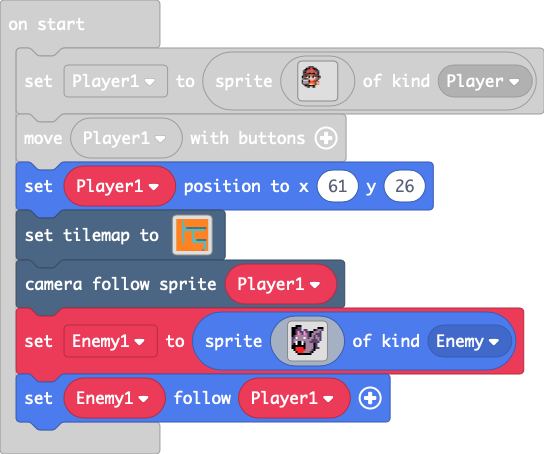 on start
set Player1 to sprite of kind Player
move Player1 with buttons
set Player1 position to x 61 y 26
set tilemap to
camera follow sprite Player1
set Enemy1 to sprite of kind Enemy
set Enemy1 follow Player1